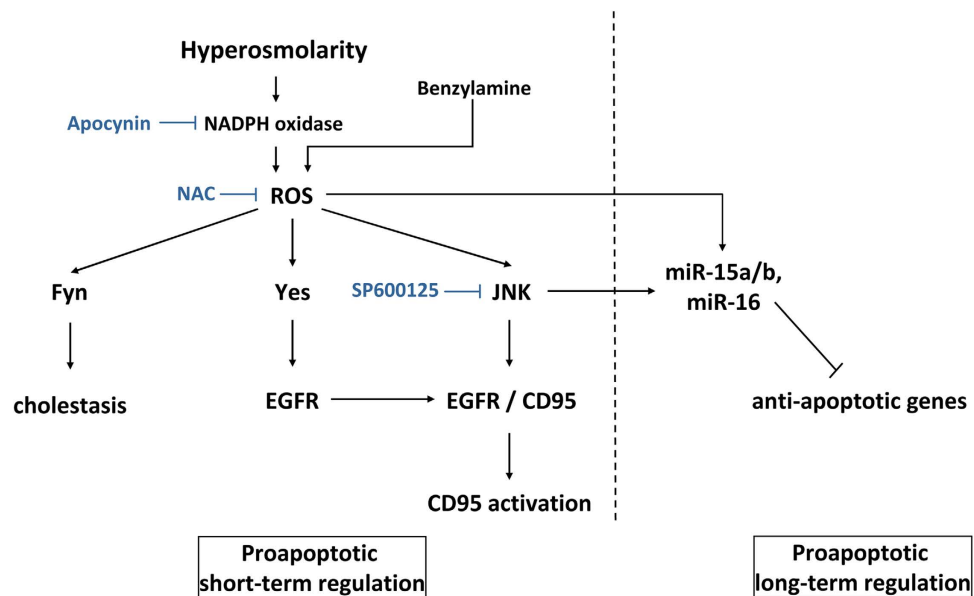 Hyperosmolarity
Benzylamine
Apocynin
NADPH oxidase
NAC
ROS
miR-15a/b,
miR-16
Fyn
Yes
SP600125
JNK
cholestasis
EGFR
EGFR / CD95
anti-apoptotic genes
CD95 activation
Proapoptotic
short-term regulation
Proapoptotic
long-term regulation